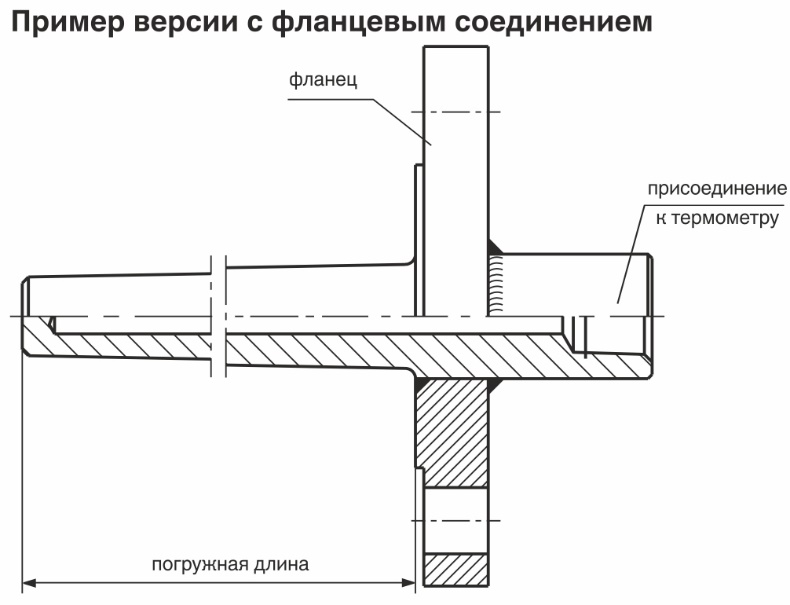 Пример версии с фланцевым соединением
фланец
присоединение
к термометру
погружная длина